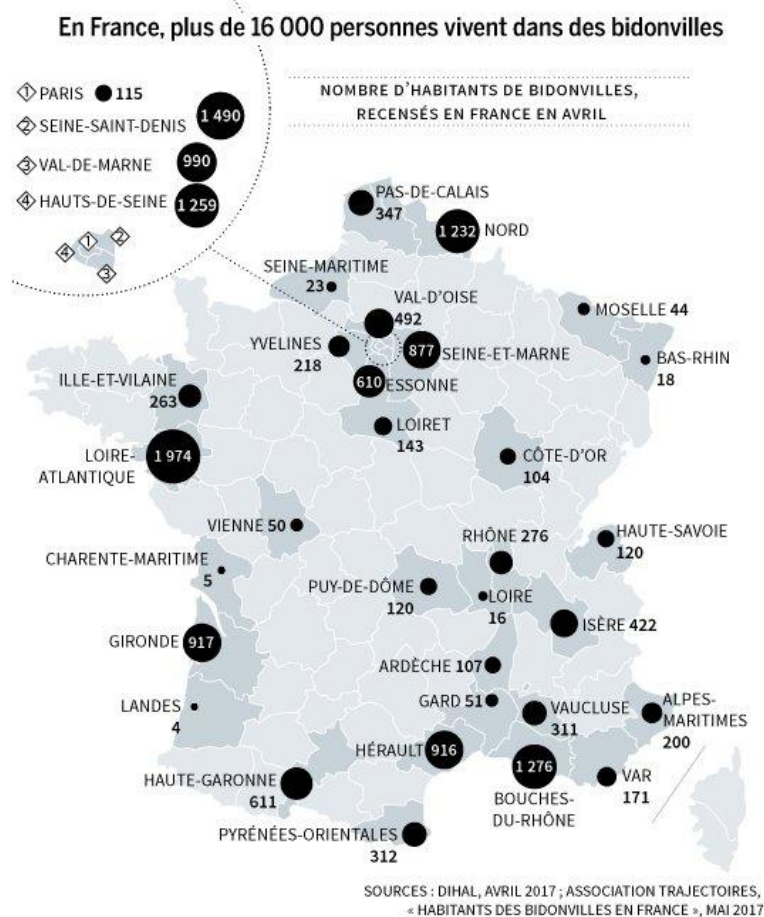 En France, plus de 16 000 personnes vivent dans des bidonvilles
NOMBRE D'HABITANTS DE BIDONVILLES,
RECENSÉS EN FRANCE EN AVRIL
1 PARIS 115
2 SEINE-SAINT-DENIS 1 490
3 VAL-DE-MARNE 990
4 HAUTS-DE-SEINE 1 259
1
2
4
3
PAS-DE-CALAIS
347
1 232 NORD
SEINE-MARITIME
23
VAL-D'OISE
492
MOSELLE 44
YVELINES
218
877 SEINE-ET-MARNE
BAS-RHIN
18
ILLE-ET-VILAINE
263
610 ESSONNE
LOIRET
143
LOIRE-
ATLANTIQUE
1 974
CÔTE-D'OR
104
VIENNE 50
RHÔNE 276
HAUTE-SAVOIE
120
CHARENTE-MARITIME
5
PUY-DE-DÔME
120
LOIRE
16
ISÈRE 422
GIRONDE 917
ARDÈCHE 107
LANDES
4
GARD 51
VAUCLUSE
311
ALPES-
MARITIMES
200
HÉRAULT 916
1 276
BOUCHES-
DU-RHÔNE
VAR
171
HAUTE-GARONNE
611
PYRÉNÉES-ORIENTALES
312
SOURCES : DIHAL, AVRIL 2017 ; ASSOCIATION TRAJECTOIRES,
« HABITANTS DES BIDONVILLES EN FRANCE », MAI 2017